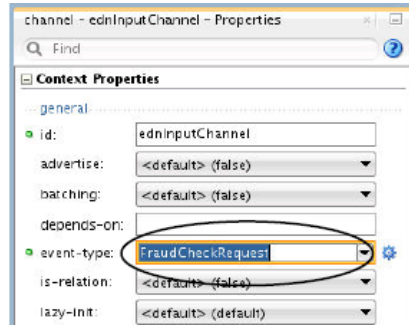 channel - ednInputChannel - Properties
Find
Context Properties
general
id: ednInputChannel
advertise: <default> (false)
batching: <default> (false)
depends-on:
event-type: FraudCheckRequest
is-relation: <default> (false)
lazy-init: <default> (default)